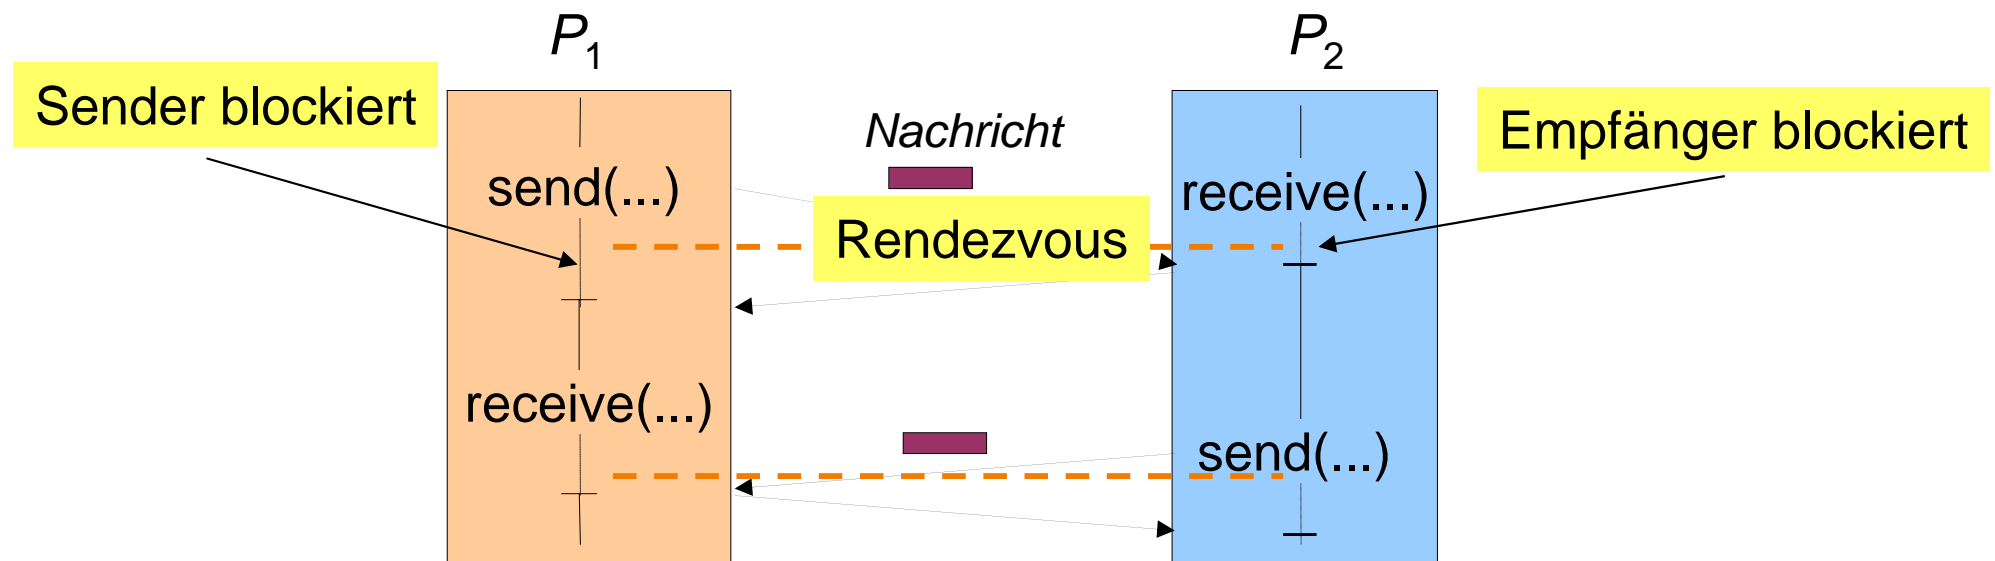 P1
P2
Sender blockiert
Nachricht
Empfänger blockiert
send(...)
receive(...)
Rendezvous
receive(...)
send(...)